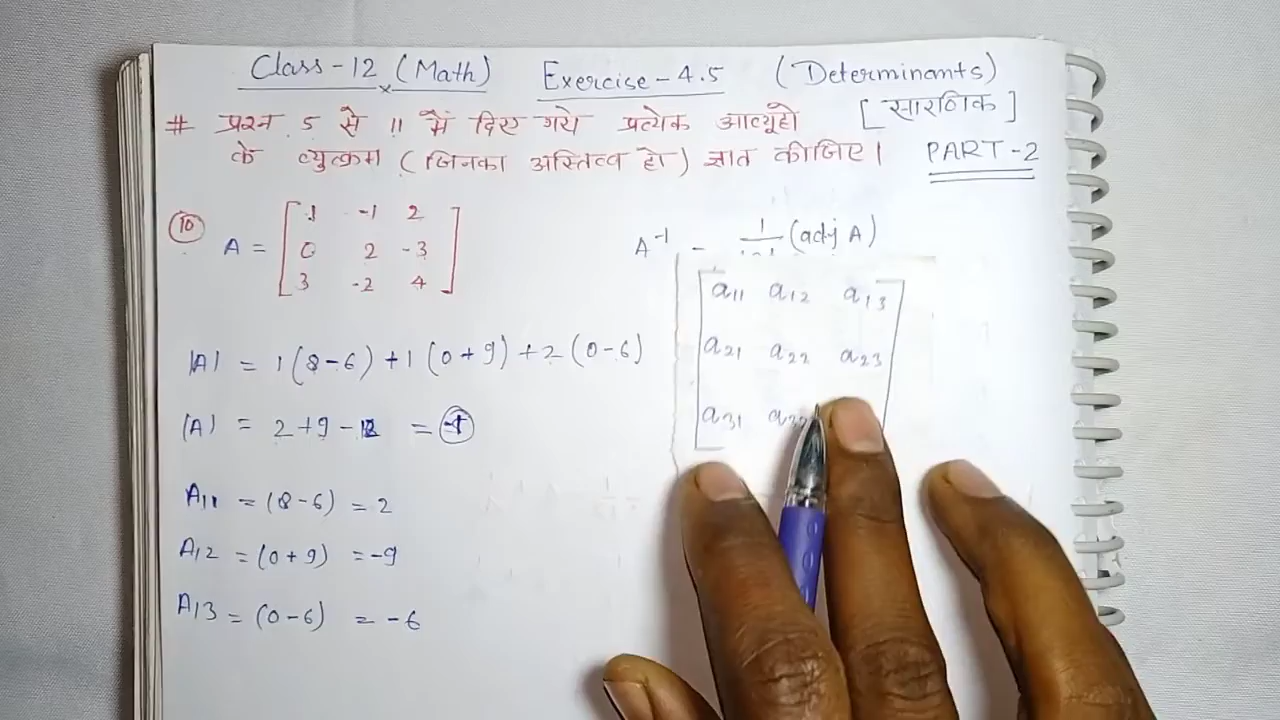 Class-12 (Math) Exercise-4.5 (Determinants)
[सारणिक]
# प्रश्न 5 से 11 में दिए गये प्रत्येक आव्यूहो
के व्युत्क्रम (जिनका अस्तित्व हो) ज्ञात कीजिए। PART-2
10
A = [1 -1 2
0 2 -3
3 -2 4]
A⁻¹ = 1 (adj A)
a11 a12 a13
a21 a22 a23
a31
|A| = 1(8-6)+1(0+9)+2(0-6)
|A| = 2+9-12 = -1
A11 = (8-6) = 2
A12 = (0+9) = -9
A13 = (0-6) = -6